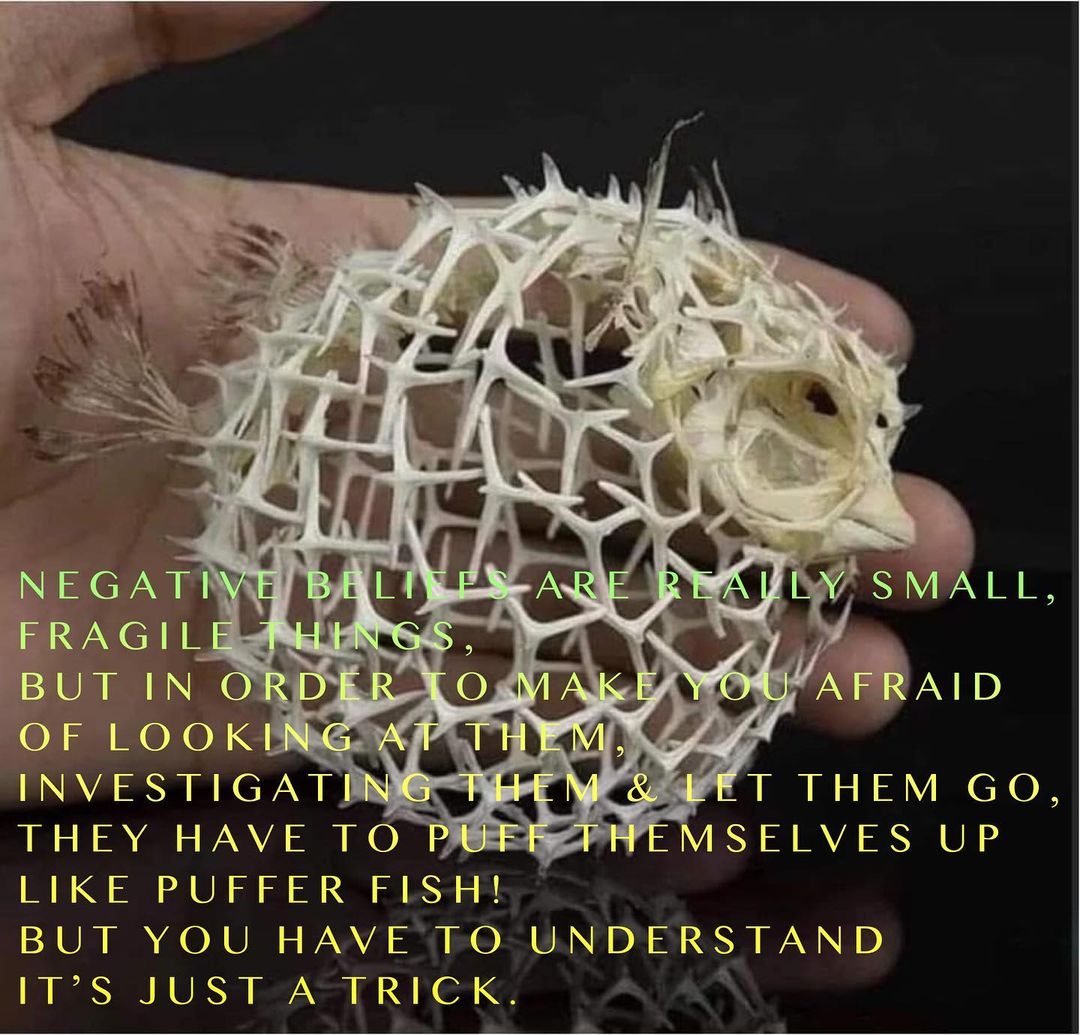 NEGATIVE BELIEFS ARE REALLY SMALL,
FRAGILE THINGS,
BUT IN ORDER TO MAKE YOU AFRAID
OF LOOKING AT THEM,
INVESTIGATING THEM & LET THEM GO,
THEY HAVE TO PUFF THEMSELVES UP
LIKE PUFFER FISH!
BUT YOU HAVE TO UNDERSTAND
IT’S JUST A TRICK.